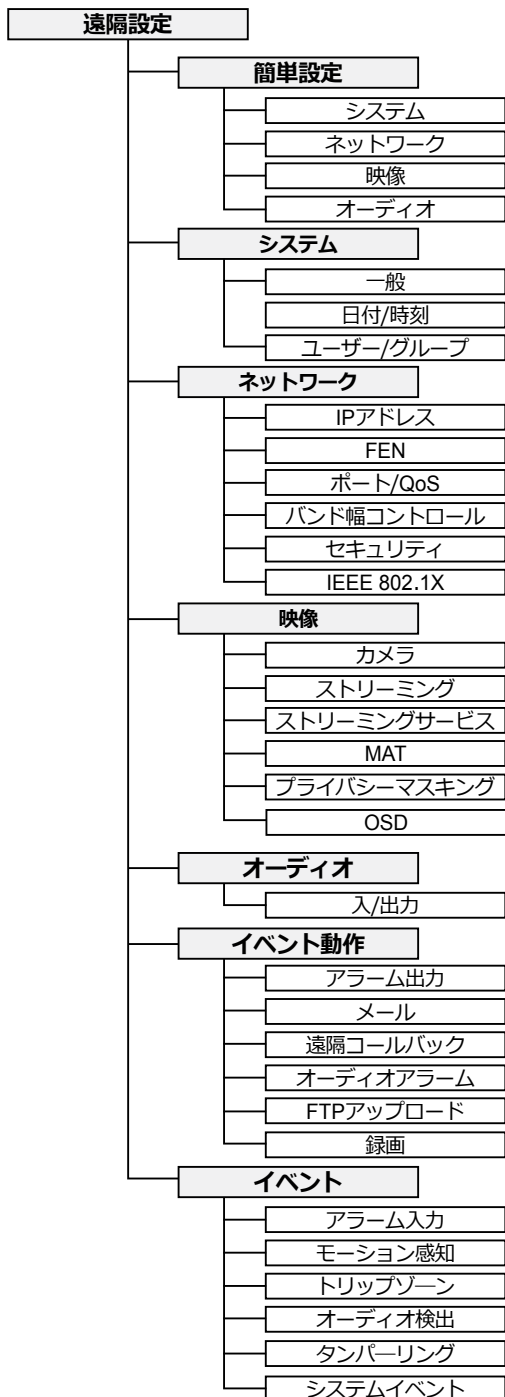 遠隔設定
簡単設定
システム
ネットワーク
映像
オーディオ
システム
一般
日付/時刻
ユーザー/グループ
ネットワーク
IPアドレス
FEN
ポート/QoS
バンド幅コントロール
セキュリティ
IEEE 802.1X
映像
カメラ
ストリーミング
ストリーミングサービス
MAT
プライバシーマスキング
OSD
オーディオ
入/出力
イベント動作
アラーム出力
メール
遠隔コールバック
オーディオアラーム
FTPアップロード
録画
イベント
アラーム入力
モーション感知
トリップゾ―ン
オーディオ検出
タンパ―リング
システムイベント